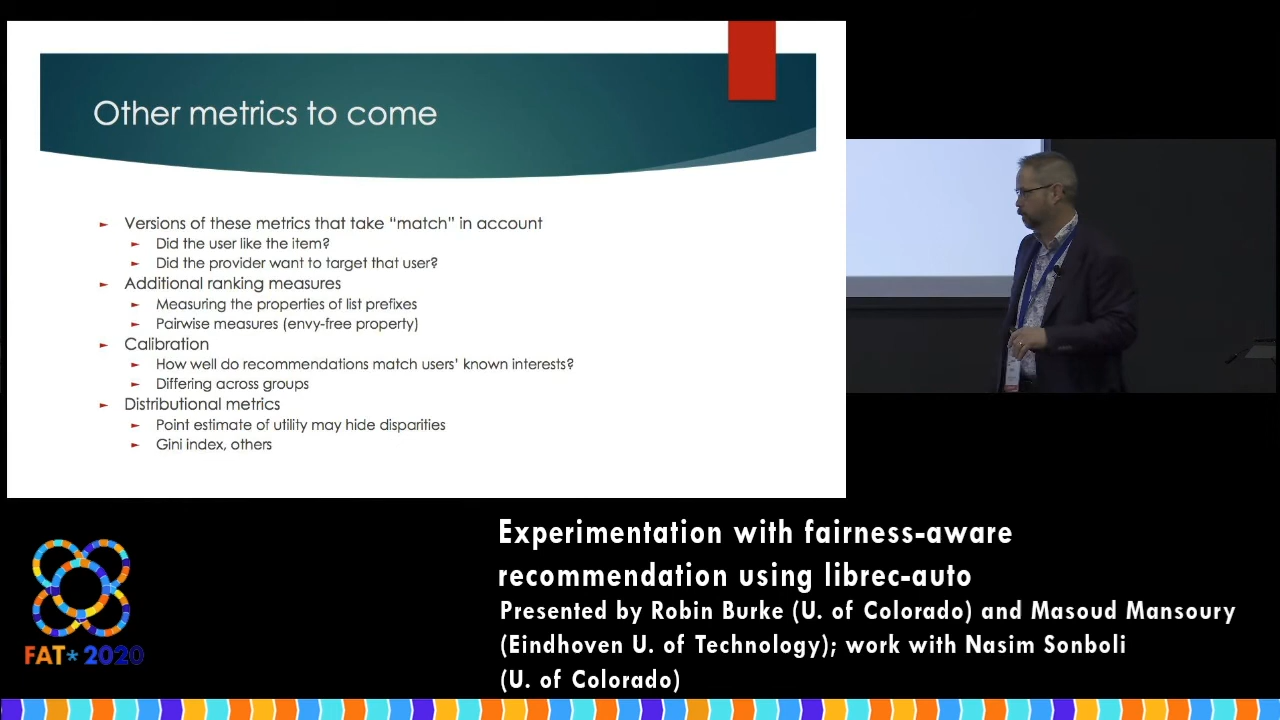 Other metrics to come
Versions of these metrics that take “match” in account
Did the user like the item?
Did the provider want to target that user?
Additional ranking measures
Measuring the properties of list prefixes
Pairwise measures (envy-free property)
Calibration
How well do recommendations match users’ known interests?
Differing across groups
Distributional metrics
Point estimate of utility may hide disparities
Gini index, others
Experimentation with fairness-aware
recommendation using librec-auto
Presented by Robin Burke (U. of Colorado) and Masoud Mansoury
(Eindhoven U. of Technology); work with Nasim Sonboli
(U. of Colorado)
FAT* 2020